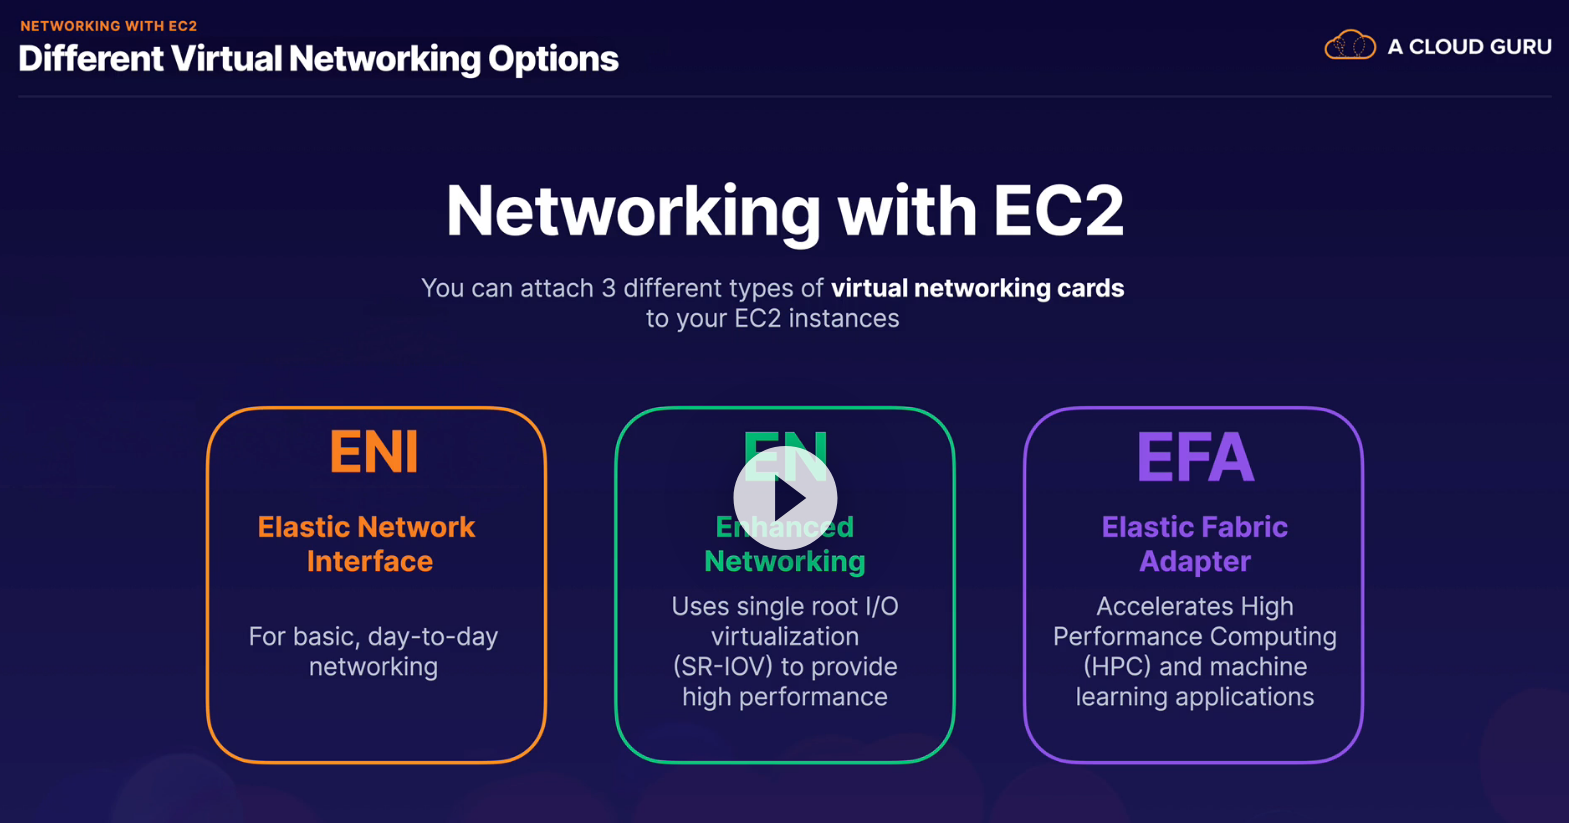 NETWORKING WITH EC2
Different Virtual Networking Options
A CLOUD GURU
Networking with EC2
You can attach 3 different types of virtual networking cards
to your EC2 instances
ENI
Elastic Network
Interface
For basic, day-to-day
networking
EN
Enhanced
Networking
Uses single root I/O
virtualization
(SR-IOV) to provide
high performance
EFA
Elastic Fabric
Adapter
Accelerates High
Performance Computing
(HPC) and machine
learning applications